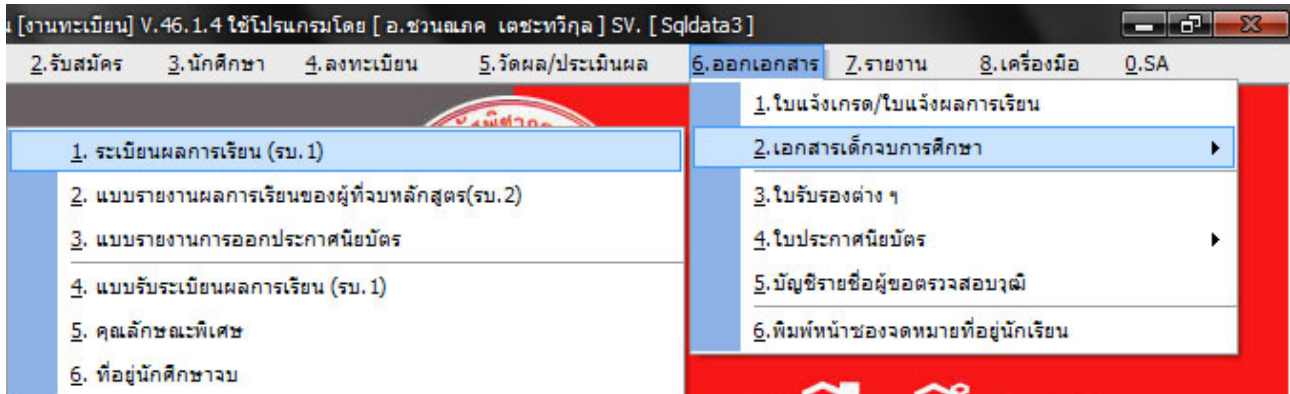 [งานทะเบียน] V.46.1.4 ใช้โปรแกรมโดย [ อ.ชวนณภค เตชะทวีกุล ] SV. [ Sqldata3 ]
2.รับสมัคร 3.นักศึกษา 4.ลงทะเบียน 5.วัดผล/ประเมินผล 6.ออกเอกสาร 7.รายงาน 8.เครื่องมือ 0.SA
1.ใบแจ้งเกรด/ใบแจ้งผลการเรียน
2.เอกสารเด็กจบการศึกษา
3.ใบรับรองต่าง ๆ
4.ใบประกาศนียบัตร
5.บัญชีรายชื่อผู้ขอตรวจสอบวุฒิ
6.พิมพ์หน้าซองจดหมายที่อยู่นักเรียน
1. ระเบียนผลการเรียน (รบ.1)
2. แบบรายงานผลการเรียนของผู้ที่จบหลักสูตร(รบ.2)
3. แบบรายงานการออกประกาศนียบัตร
4. แบบรับระเบียนผลการเรียน (รบ.1)
5. คุณลักษณะพิเศษ
6. ที่อยู่นักศึกษาจบ